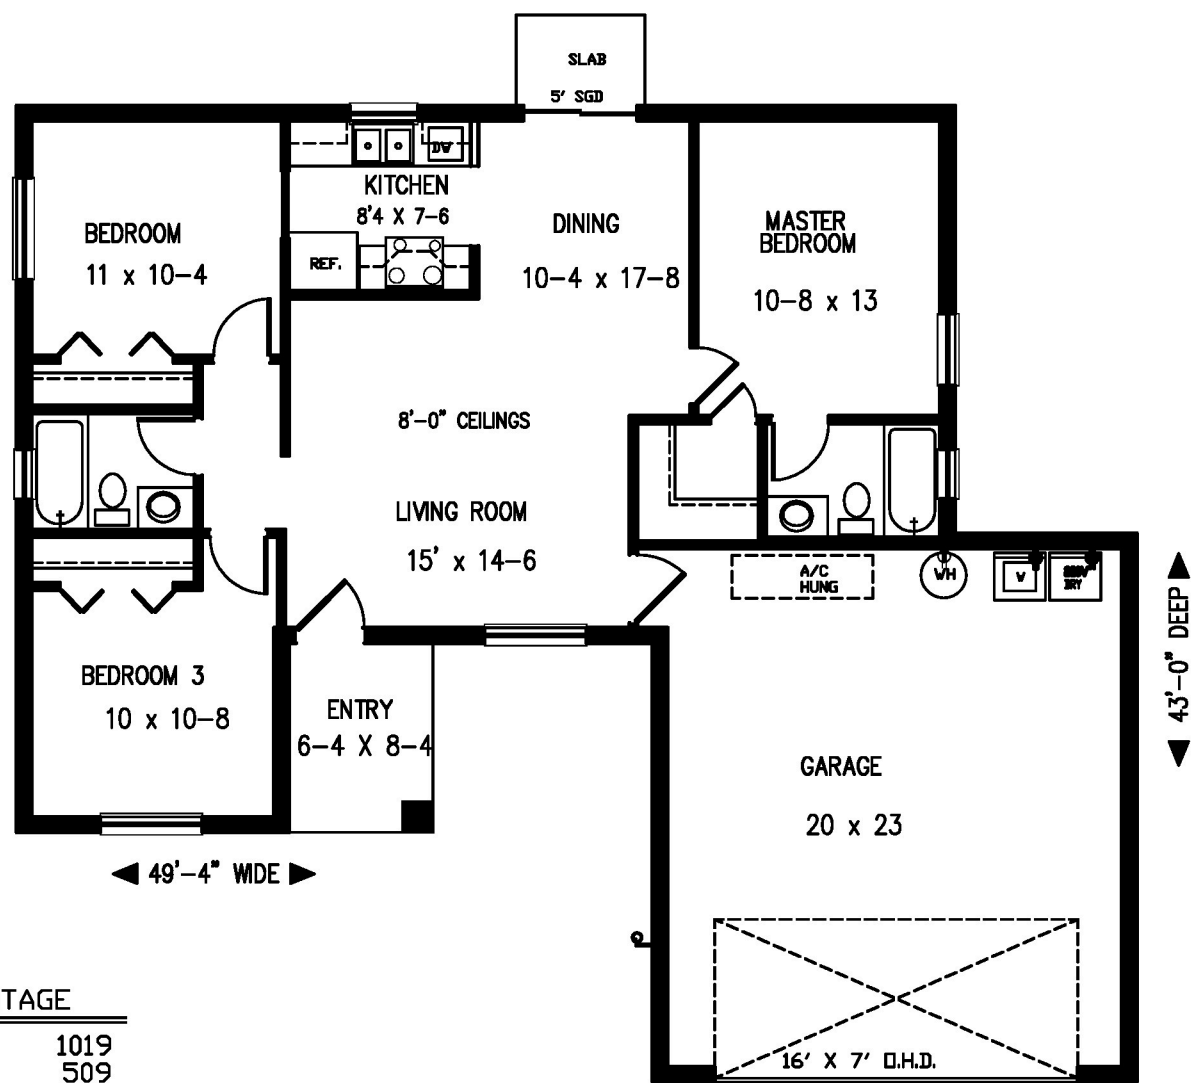 SLAB
5' SGD
DW
KITCHEN
8'4 X 7-6
REF.
BEDROOM
11 x 10-4
DINING
10-4 x 17-8
MASTER
BEDROOM
10-8 x 13
8'-0" CEILINGS
LIVING ROOM
15' x 14-6
A/C
HUNG
WH
W
DRY
BEDROOM 3
10 x 10-8
ENTRY
6-4 X 8-4
GARAGE
20 x 23
43'-0" DEEP
49'-4" WIDE
16' X 7' O.H.D.
TAGE
1019
509